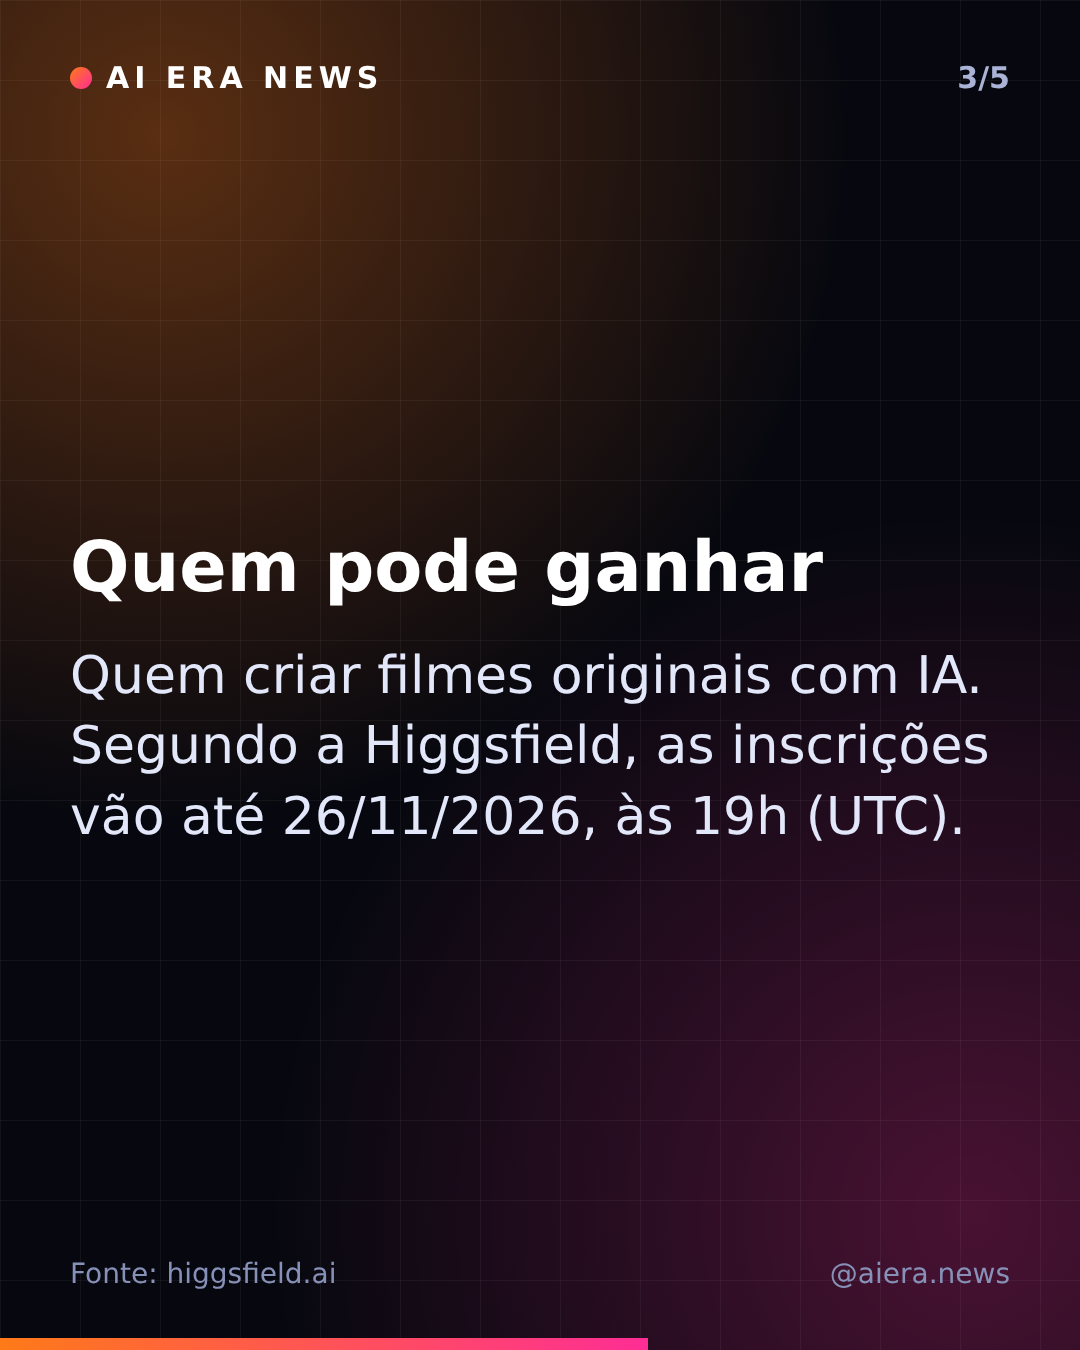 AI ERA NEWS
3/5
Quem pode ganhar
Quem criar filmes originais com IA.
Segundo a Higgsfield, as inscrições
vão até 26/11/2026, às 19h (UTC).
Fonte: higgsfield.ai
@aiera.news